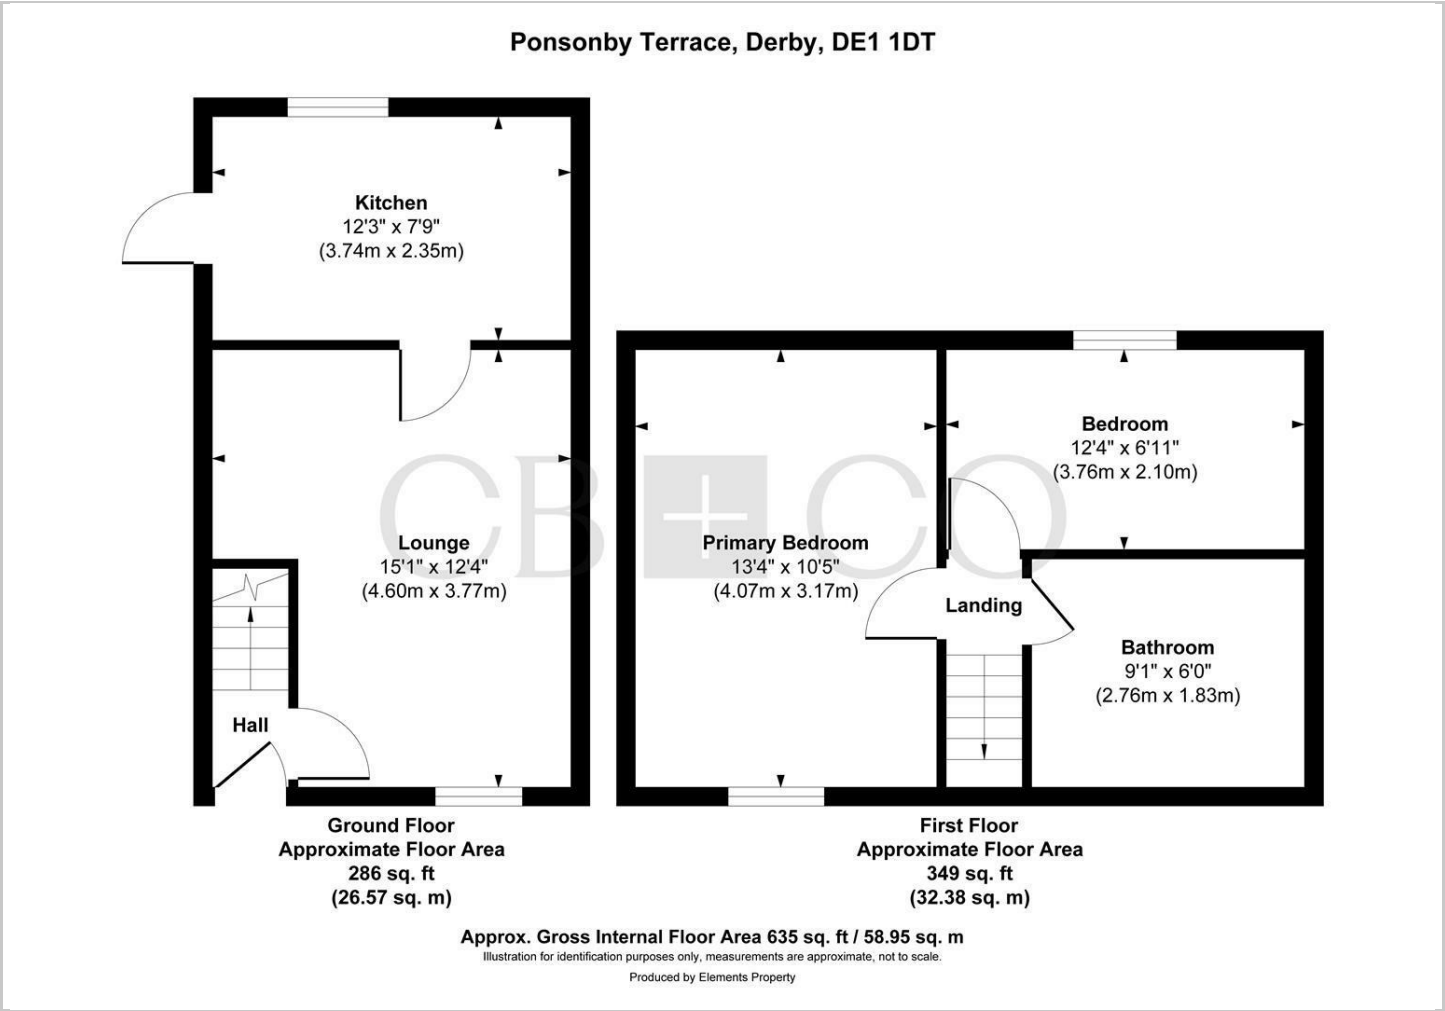 Ponsonby Terrace, Derby, DE1 1DT
Kitchen
12'3" x 7'9"
(3.74m x 2.35m)
Lounge
15'1" x 12'4"
(4.60m x 3.77m)
Hall
Ground Floor
Approximate Floor Area
286 sq. ft
(26.57 sq. m)
Primary Bedroom
13'4" x 10'5"
(4.07m x 3.17m)
Bedroom
12'4" x 6'11"
(3.76m x 2.10m)
Landing
Bathroom
9'1" x 6'0"
(2.76m x 1.83m)
First Floor
Approximate Floor Area
349 sq. ft
(32.38 sq. m)
CB+CO
Approx. Gross Internal Floor Area 635 sq. ft / 58.95 sq. m
Illustration for identification purposes only, measurements are approximate, not to scale.
Produced by Elements Property